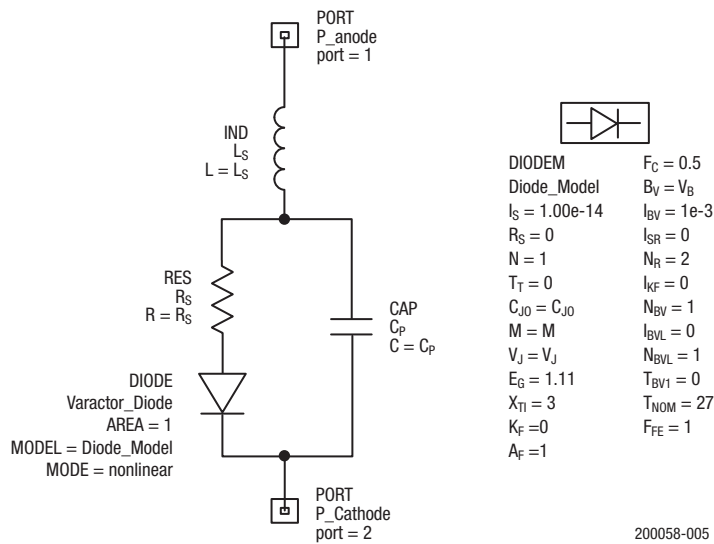 PORT
P_anode
port = 1
IND
LS
L = LS
RES
RS
R = RS
CAP
CP
C = CP
DIODE
Varactor_Diode
AREA = 1
MODEL = Diode_Model
MODE = nonlinear
PORT
P_Cathode
port = 2
DIODEM
Diode_Model
IS = 1.00e-14
RS = 0
N = 1
TT = 0
CJO = CJO
M = M
VJ = VJ
EG = 1.11
XTI = 3
KF =0
AF =1
FC = 0.5
BV = VB
IBV = 1e-3
ISR = 0
NR = 2
IKF = 0
NBV = 1
IBVL = 0
NBVL = 1
TBV1 = 0
TNOM = 27
FFE = 1
200058-005